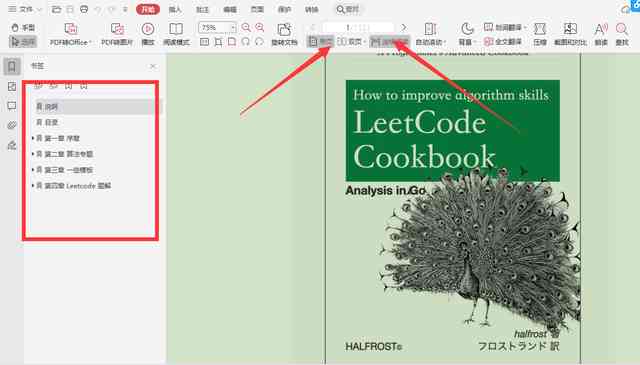 文件
开始
插入
批注
编辑
页面
保护
转换
查找
手型
选择
PDF转Office
PDF转图片
播放
阅读模式
75%
旋转文档
单页
双页
连续阅读
自动滚动
背景
划词翻译
全文翻译
压缩
截图和对比
朗读
查找
书签
说明
目录
第一章 序章
第二章 算法专题
第三章 一些模板
第四章 Leetcode 题解
A Programmer's Advanced Cookbook
How to improve algorithm skills
LeetCode
Cookbook
Analysis in Go
halfrost 著
HALFROST©
フロストランド 訳